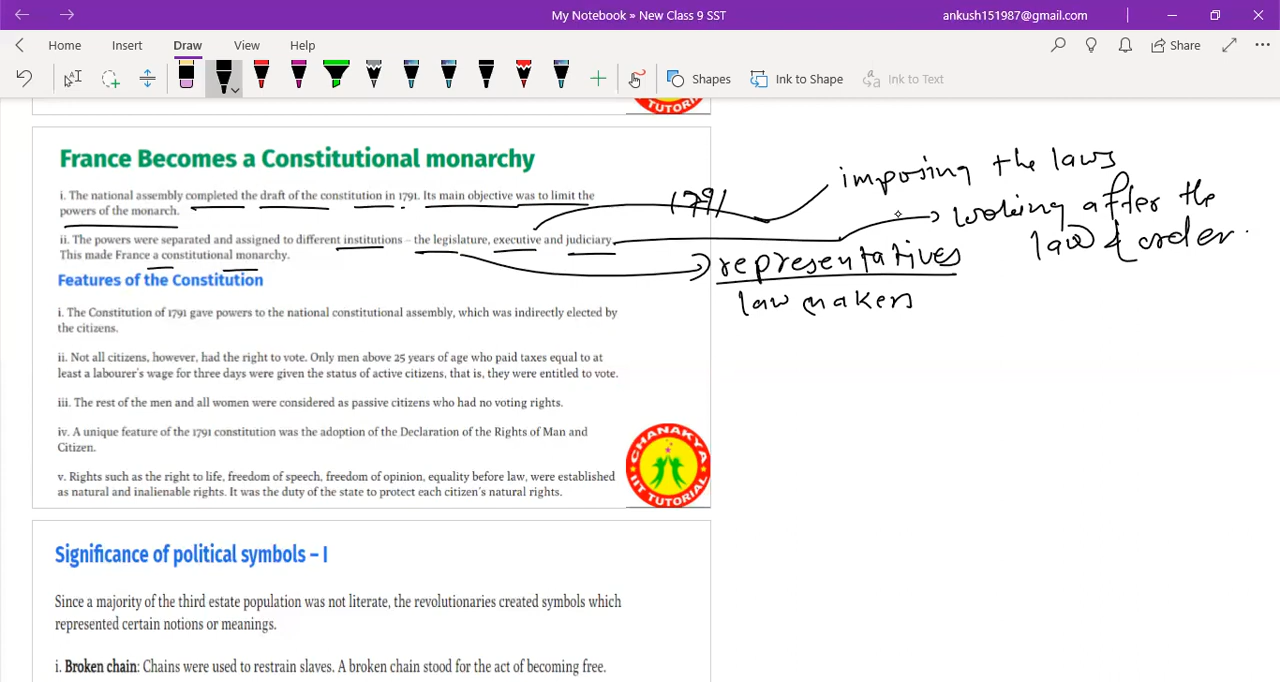 My Notebook » New Class 9 SST
ankush151987@gmail.com
Home Insert Draw View Help
Share
Shapes
Ink to Shape
Ink to Text
TUTOR
France Becomes a Constitutional monarchy
i. The national assembly completed the draft of the constitution in 1791. Its main objective was to limit the
powers of the monarch.
ii. The powers were separated and assigned to different institutions – the legislature, executive and judiciary.
This made France a constitutional monarchy.
1791
imposing the laws
looking after the
law & order.
representatives
law makers
Features of the Constitution
i. The Constitution of 1791 gave powers to the national constitutional assembly, which was indirectly elected by
the citizens.
ii. Not all citizens, however, had the right to vote. Only men above 25 years of age who paid taxes equal to at
least a labourer's wage for three days were given the status of active citizens, that is, they were entitled to vote.
iii. The rest of the men and all women were considered as passive citizens who had no voting rights.
iv. A unique feature of the 1791 constitution was the adoption of the Declaration of the Rights of Man and
Citizen.
v. Rights such as the right to life, freedom of speech, freedom of opinion, equality before law, were established
as natural and inalienable rights. It was the duty of the state to protect each citizen's natural rights.
CHANAKYA
IIT TUTORIAL
Significance of political symbols – I
Since a majority of the third estate population was not literate, the revolutionaries created symbols which
represented certain notions or meanings.
i. Broken chain: Chains were used to restrain slaves. A broken chain stood for the act of becoming free.